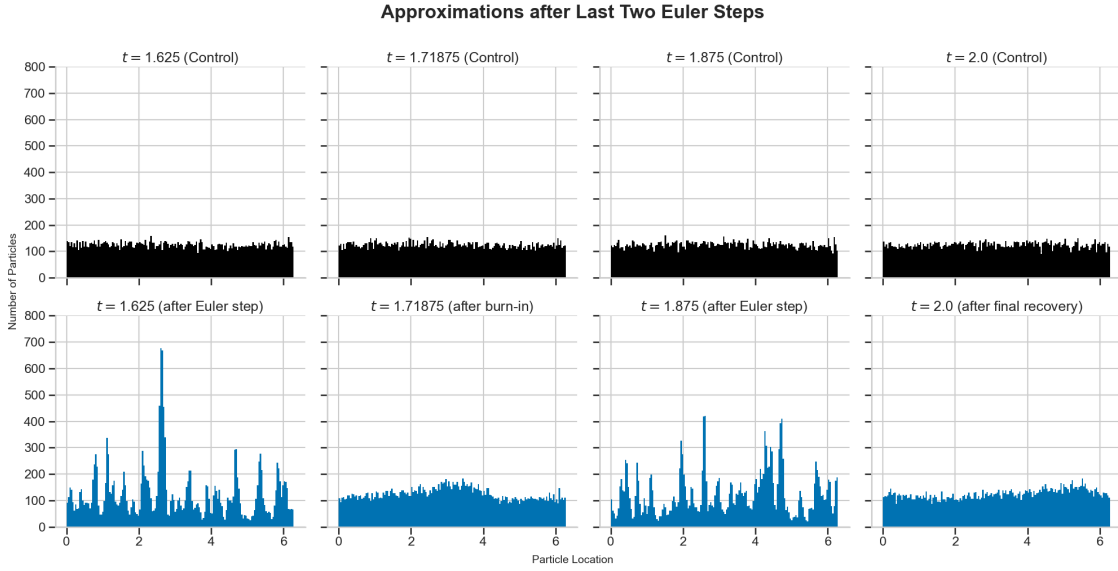 Approximations after Last Two Euler Steps
t = 1.625 (Control)
t = 1.71875 (Control)
t = 1.875 (Control)
t = 2.0 (Control)
800
700
600
500
400
300
200
100
0
Number of Particles
t = 1.625 (after Euler step)
t = 1.71875 (after burn-in)
t = 1.875 (after Euler step)
t = 2.0 (after final recovery)
800
700
600
500
400
300
200
100
0
0 2 4 6
0 2 4 6
0 2 4 6
0 2 4 6
Particle Location